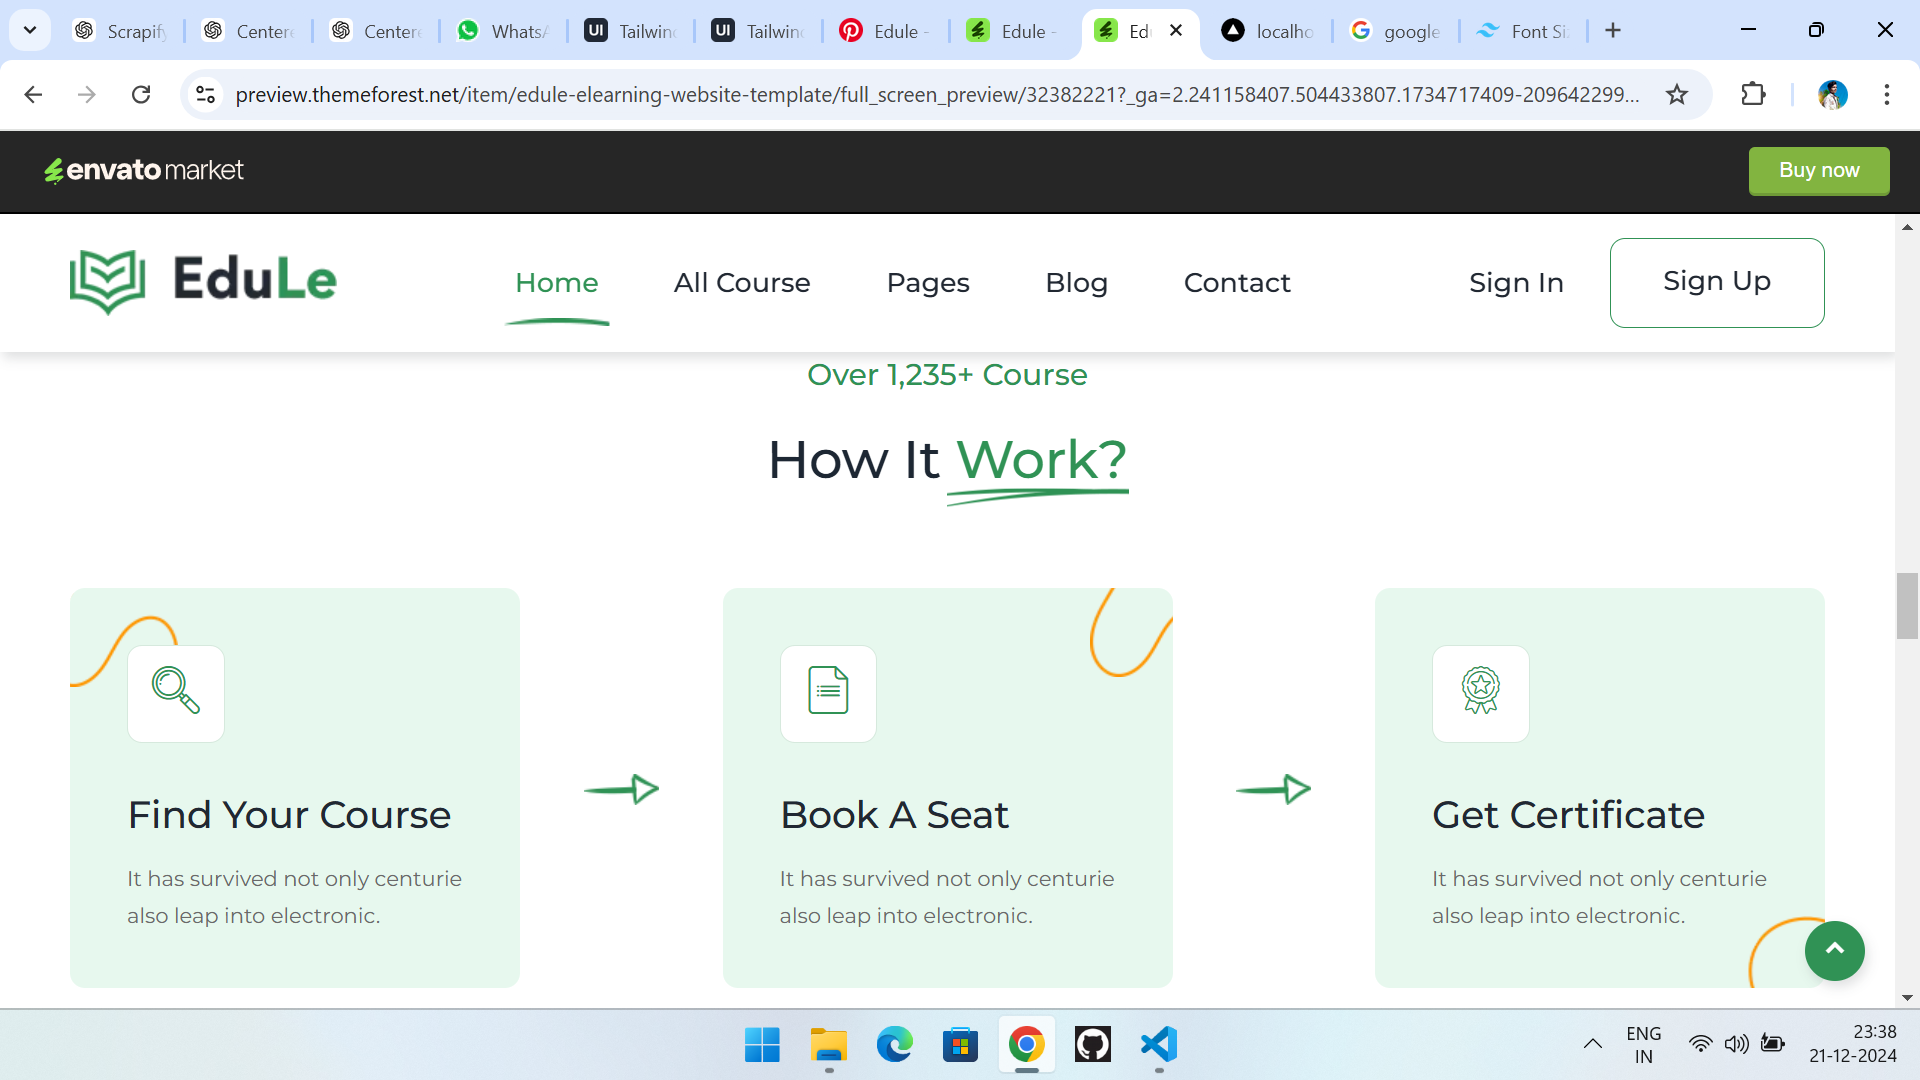 Scrapify
Centere
Centere
WhatsA
UI
Tailwind
UI
Tailwind
Edule -
Edule -
Ed
localho
google
Font Si
preview.themeforest.net/item/edule-elearning-website-template/full_screen_preview/32382221?_ga=2.241158407.504433807.1734717409-209642299...
envato market
Buy now
EduLe
Home
All Course
Pages
Blog
Contact
Sign In
Sign Up
Over 1,235+ Course
How It Work?
Find Your Course
It has survived not only centurie
also leap into electronic.
Book A Seat
It has survived not only centurie
also leap into electronic.
Get Certificate
It has survived not only centurie
also leap into electronic.
ENG
IN
23:38
21-12-2024